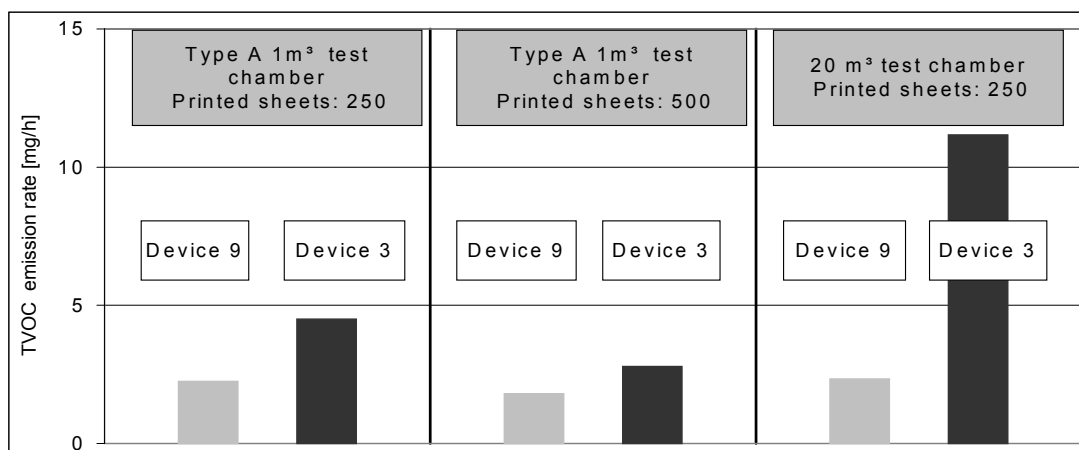 TVOC emission rate [mg/h]
15
10
5
0
Type A 1m³ test
chamber
Printed sheets: 250
Type A 1m³ test
chamber
Printed sheets: 500
20 m³ test chamber
Printed sheets: 250
Device 9
Device 3
Device 9
Device 3
Device 9
Device 3